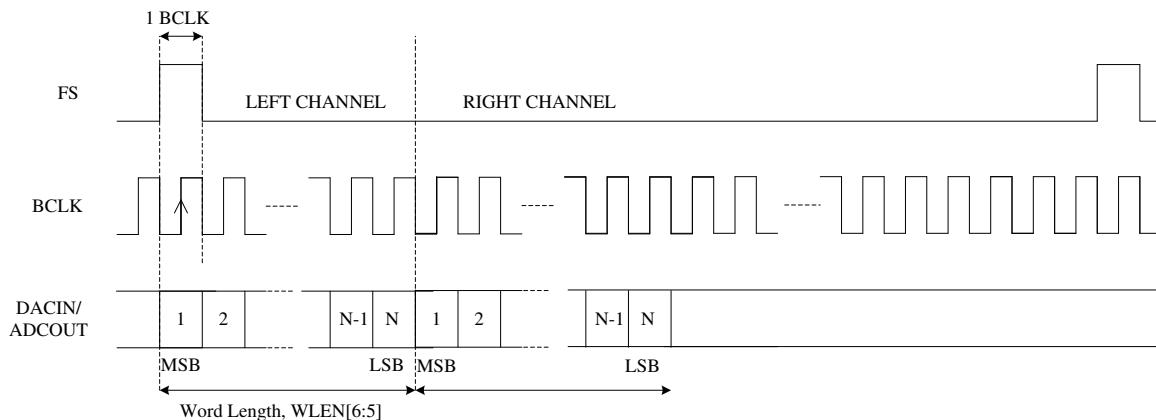 1 BCLK
FS
LEFT CHANNEL
RIGHT CHANNEL
BCLK
DACIN/
ADCOUT
1
2
N-1
N
1
2
N-1
N
MSB
LSB
MSB
LSB
Word Length, WLEN[6:5]